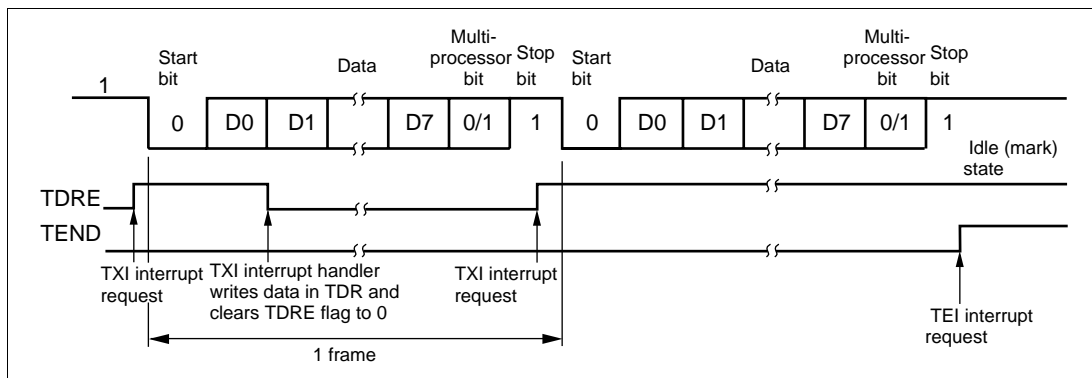 Start
bit
Data
Multi-
processor
bit
Stop
bit
Start
bit
Data
Multi-
processor
bit
Stop
bit
1
0
D0
D1
D7
0/1
1
0
D0
D1
D7
0/1
1
Idle (mark)
state
TDRE
TEND
TXI interrupt
request
TXI interrupt handler
writes data in TDR and
clears TDRE flag to 0
TXI interrupt
request
TEI interrupt
request
1 frame